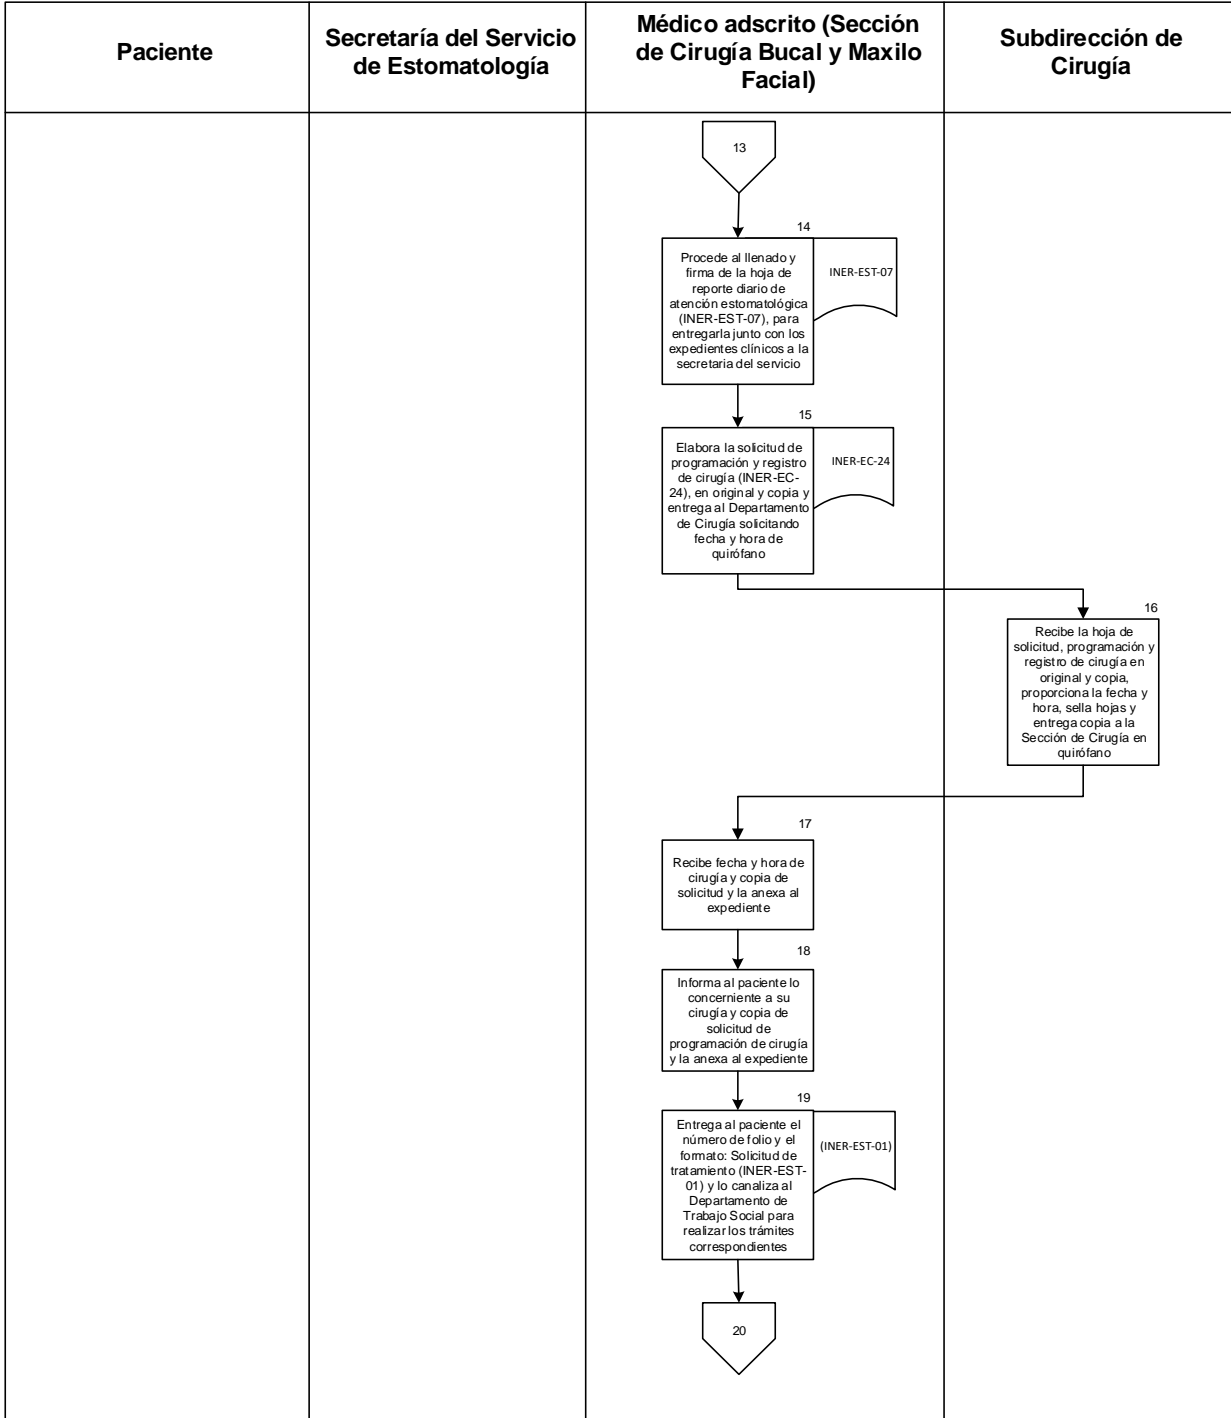 Paciente
Secretaría del Servicio
de Estomatología
Médico adscrito (Sección
de Cirugía Bucal y Maxilo
Facial)
Subdirección de
Cirugía
13
14
Procede al llenado y
firma de la hoja de
reporte diario de
atención estomatológica
(INER-EST-07), para
entregarla junto con los
expedientes clínicos a la
secretaria del servicio
INER-EST-07
15
Elabora la solicitud de
programación y registro
de cirugía (INER-EC-
24), en original y copia y
entrega al Departamento
de Cirugía solicitando
fecha y hora de
quirófano
INER-EC-24
16
Recibe la hoja de
solicitud, programación y
registro de cirugía en
original y copia,
proporciona la fecha y
hora, sella hojas y
entrega copia a la
Sección de Cirugía en
quirófano
17
Recibe fecha y hora de
cirugía y copia de
solicitud y la anexa al
expediente
18
Informa al paciente lo
concerniente a su
cirugía y copia de
solicitud de
programación de cirugía
y la anexa al expediente
19
Entrega al paciente el
número de folio y el
formato: Solicitud de
tratamiento (INER-EST-
01) y lo canaliza al
Departamento de
Trabajo Social para
realizar los trámites
correspondientes
(INER-EST-01)
20